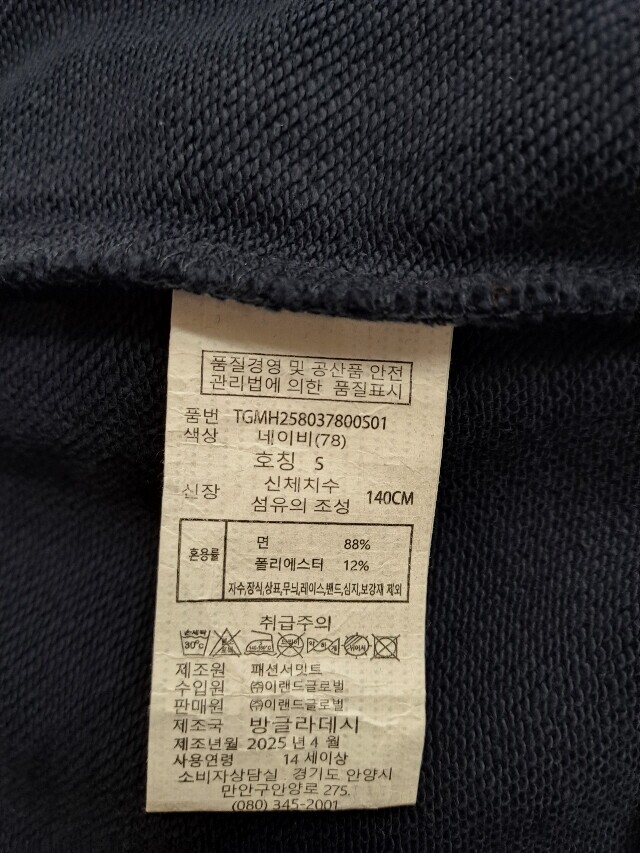 품질경영 및 공산품 안전
관리법에 의한 품질표시
품번 TGMH258037800S01
색상 네이비(78)
호칭 S
신체치수
신장 140CM
섬유의 조성
혼용률
면 88%
폴리에스터 12%
자수,장식,상표,무늬,레이스,밴드,심지,보강재 제외
취급주의
손세탁
30°C
제조원 패션서밋트
수입원 ㈜이랜드글로벌
판매원 ㈜이랜드글로벌
제조국 방글라데시
제조년월 2025 년 4 월
사용연령 14 세이상
소비자상담실 경기도 안양시
만안구안양로 275.
(080) 345-2001